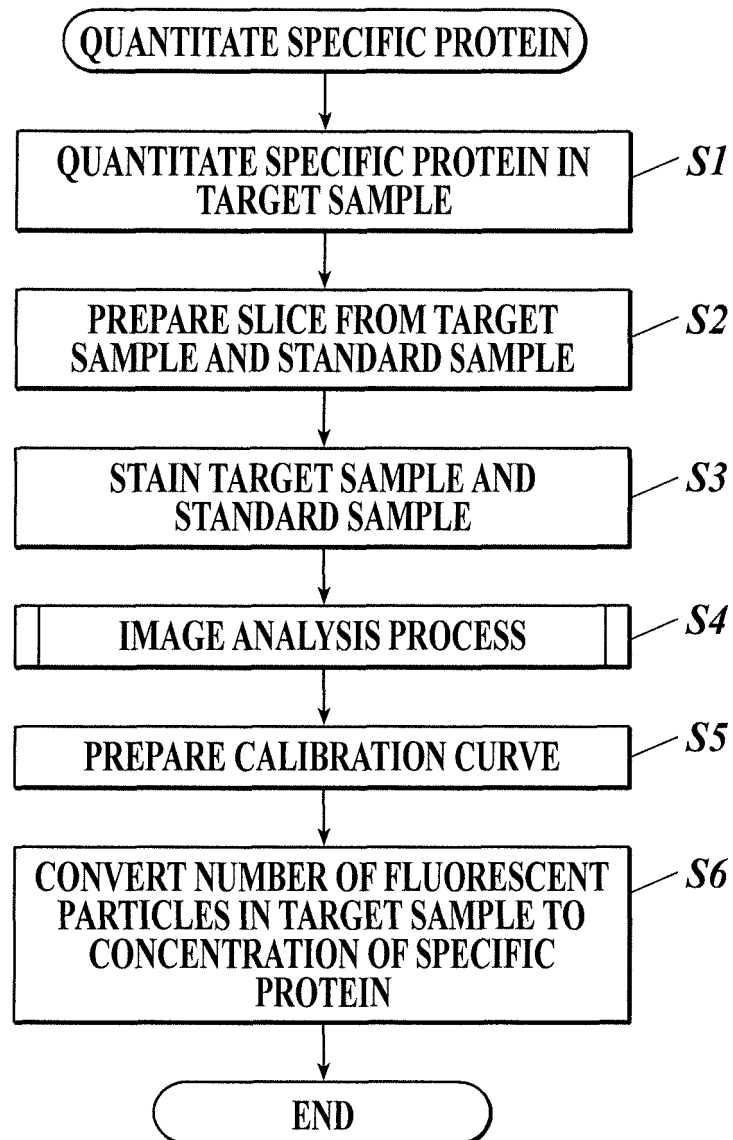 QUANTITATE SPECIFIC PROTEIN
QUANTITATE SPECIFIC PROTEIN IN
TARGET SAMPLE
S1
PREPARE SLICE FROM TARGET
SAMPLE AND STANDARD SAMPLE
S2
STAIN TARGET SAMPLE AND
STANDARD SAMPLE
S3
IMAGE ANALYSIS PROCESS
S4
PREPARE CALIBRATION CURVE
S5
CONVERT NUMBER OF FLUORESCENT
PARTICLES IN TARGET SAMPLE TO
CONCENTRATION OF SPECIFIC
PROTEIN
S6
END